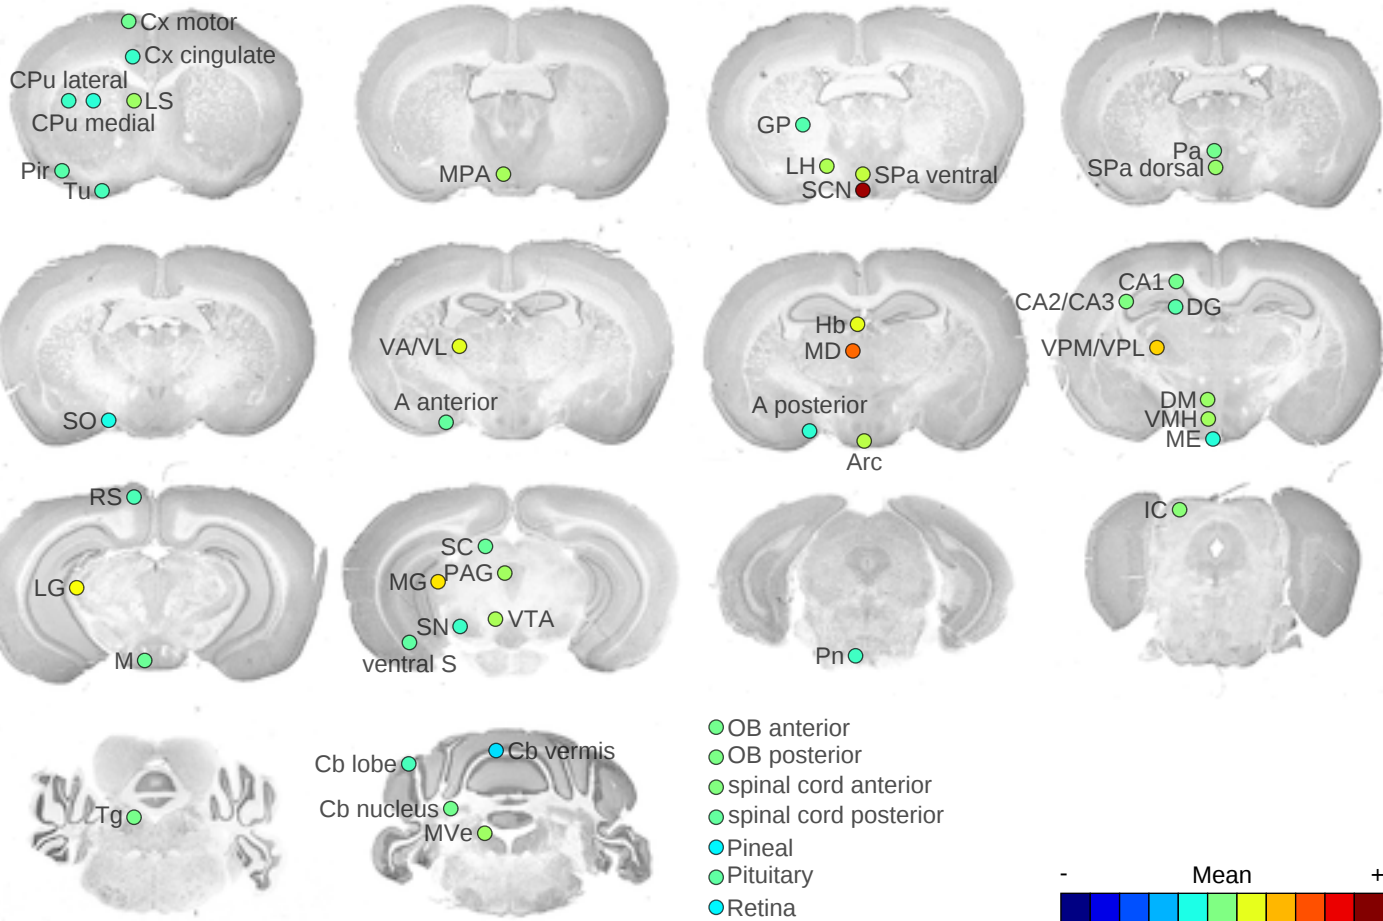 Cx motor
Cx cingulate
CPu lateral
LS
CPu medial
Pir
Tu
MPA
GP
LH
SPa ventral
SCN
Pa
SPa dorsal
SO
VA/VL
A anterior
Hb
MD
A posterior
Arc
CA1
CA2/CA3
DG
VPM/VPL
DM
VMH
ME
RS
LG
M
SC
MG
PAG
SN
VTA
ventral S
Pn
IC
Tg
Cb lobe
Cb vermis
Cb nucleus
MVe
OB anterior
OB posterior
spinal cord anterior
spinal cord posterior
Pineal
Pituitary
Retina
- Mean +